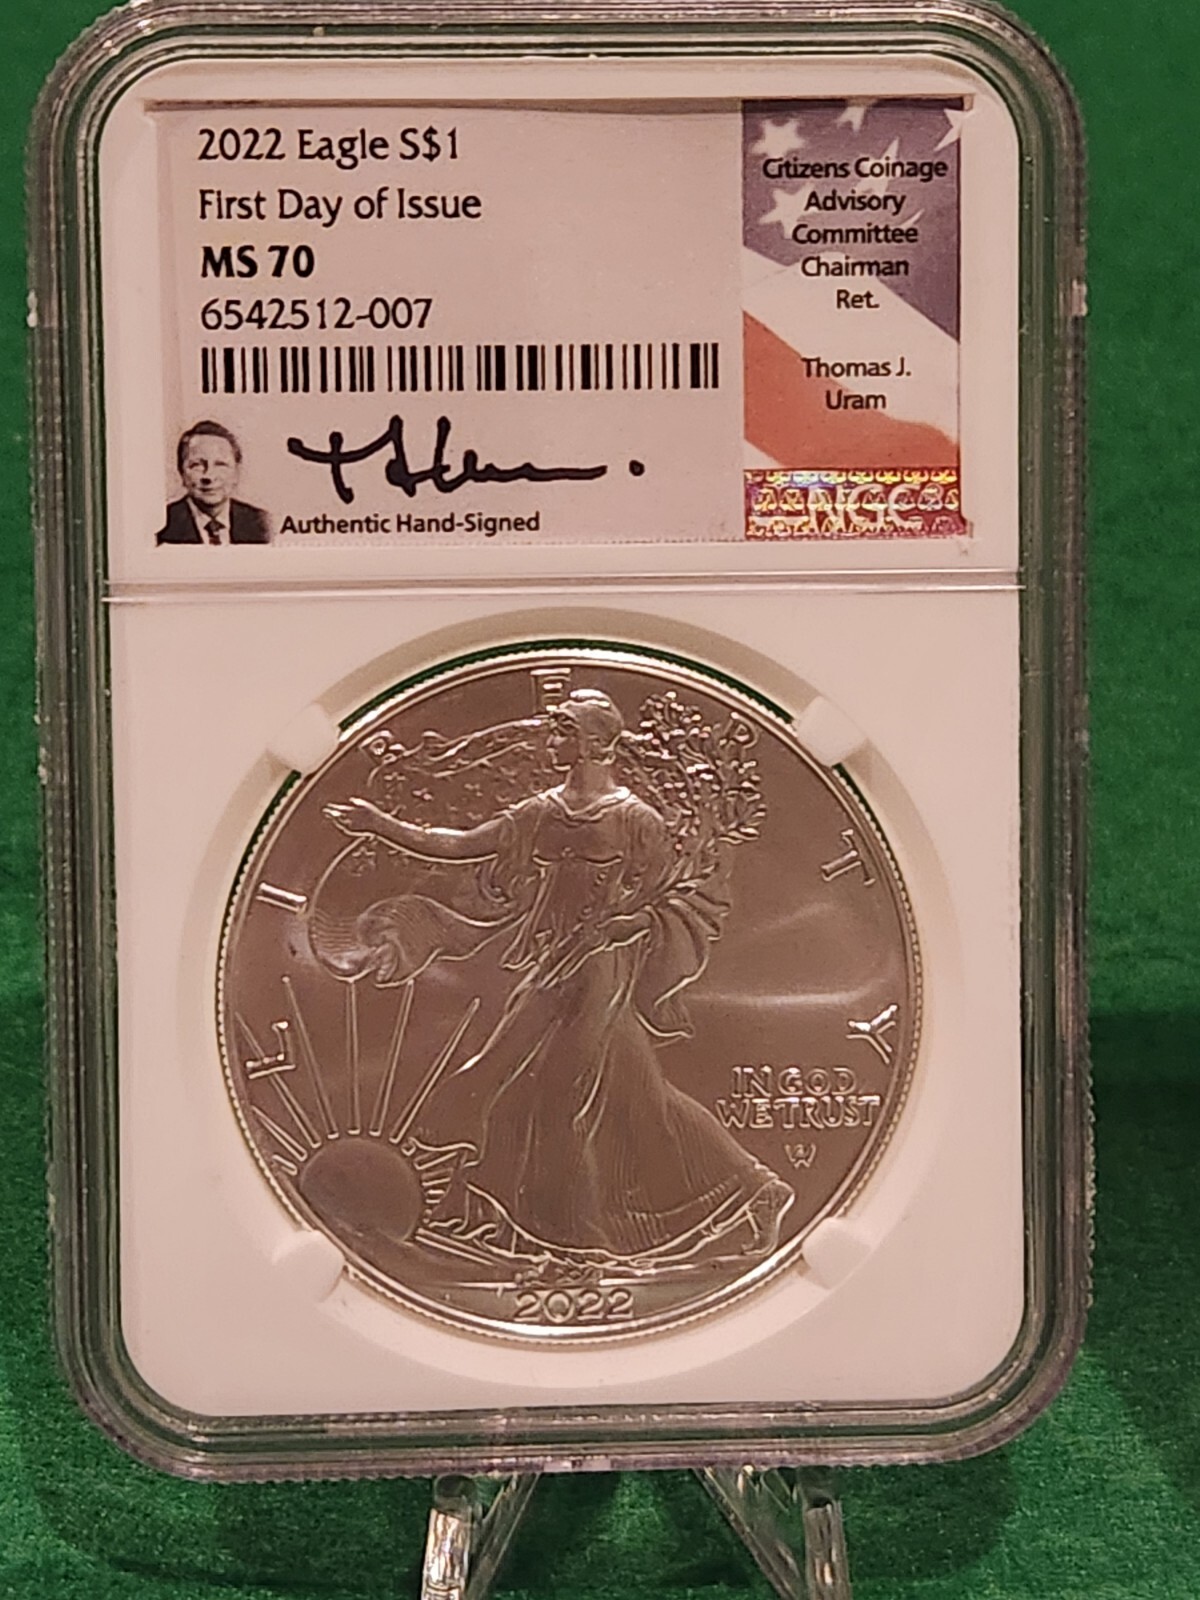 2022 Eagle S$1
First Day of Issue
MS 70
6542512-007
Authentic Hand-Signed
Citizens Coinage
Advisory
Committee
Chairman
Ret.
Thomas J.
Uram
NGC
LIBERTY
IN GOD
WE TRUST
2022